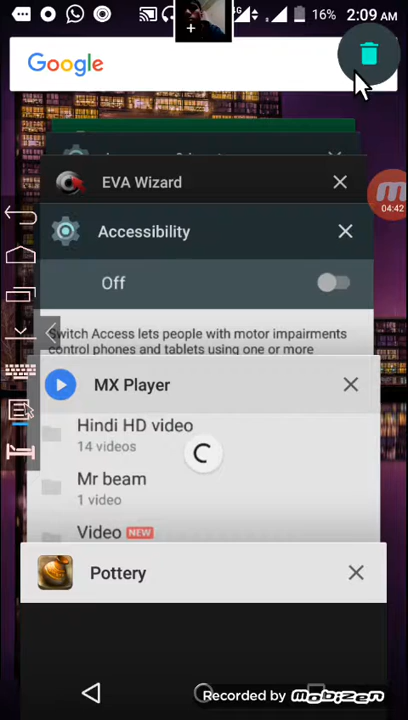 4G
16%
2:09 AM
Google
EVA Wizard
Accessibility
04:42
Off
Switch Access lets people with motor impairments
control phones and tablets using one or more
MX Player
Hindi HD video
14 videos
Mr beam
1 video
Video NEW
Pottery
Recorded by mobizen